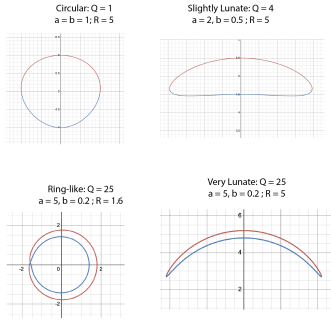 Circular: Q = 1
a = b = 1; R = 5
Slightly Lunate: Q = 4
a = 2, b = 0.5 ; R = 5
Ring-like: Q = 25
a = 5, b = 0.2 ; R = 1.6
2
-2
0
2
-2
Very Lunate: Q = 25
a = 5, b = 0.2 ; R = 5
6
4
2